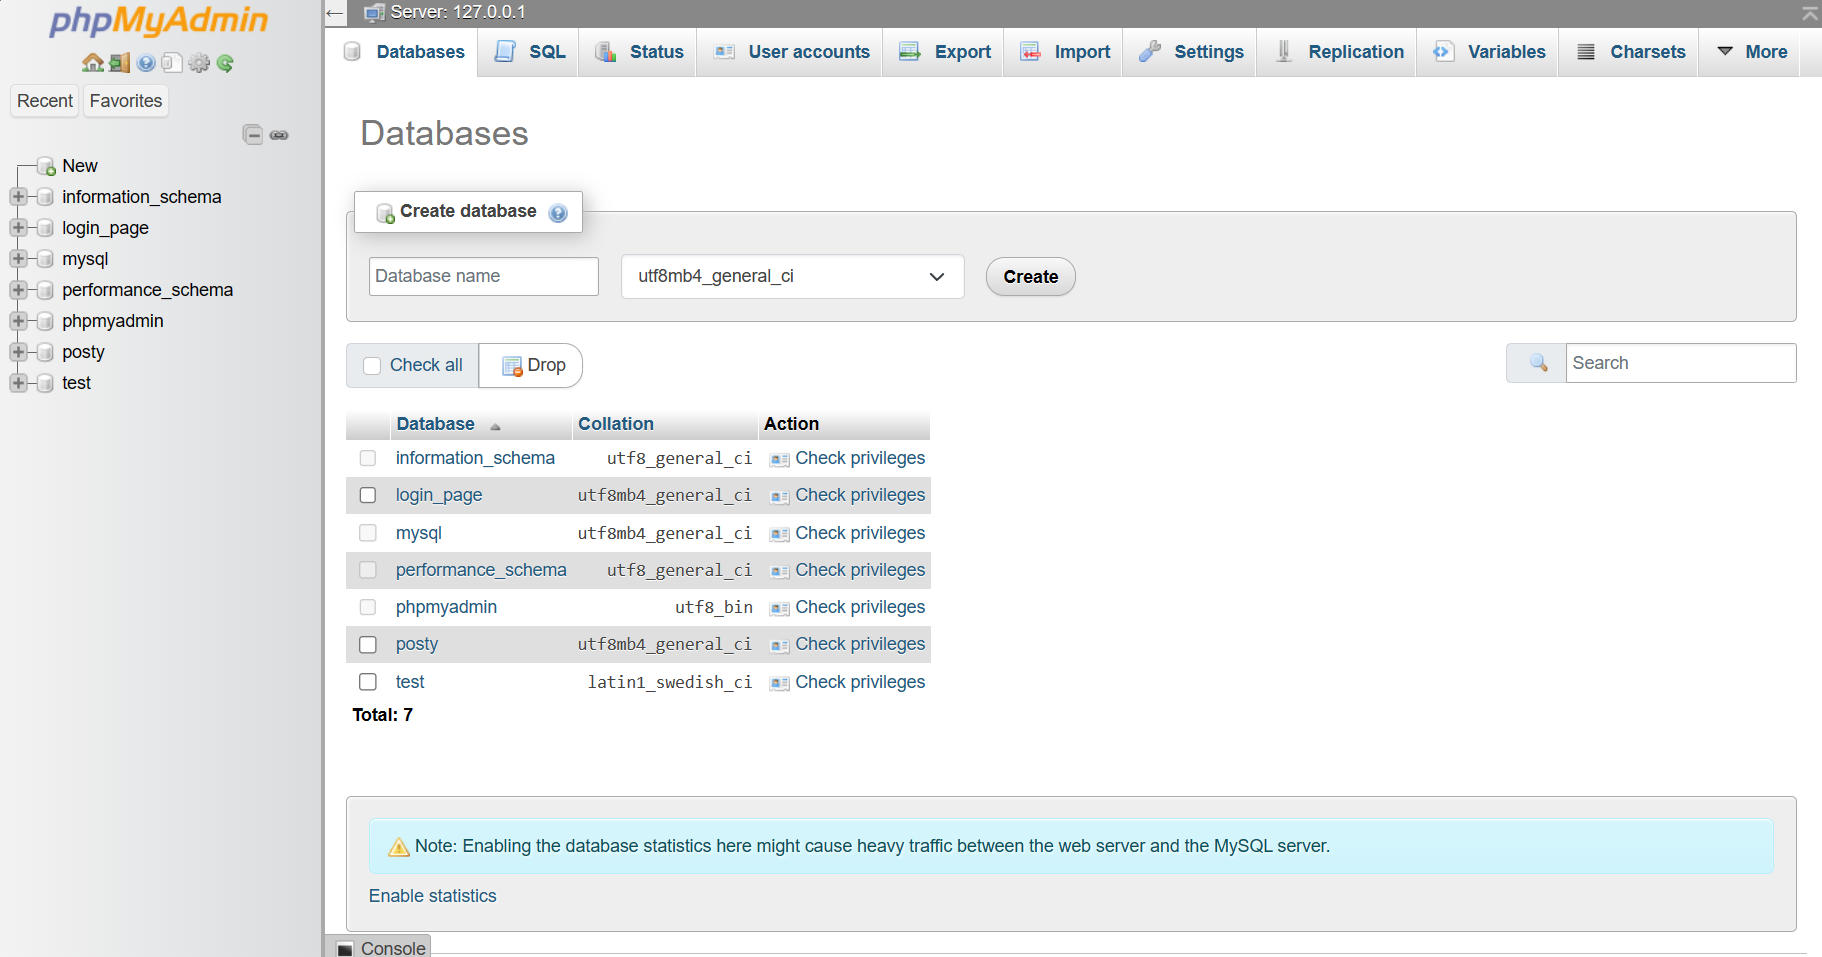 phpMyAdmin
Recent Favorites
New
information_schema
login_page
mysql
performance_schema
phpmyadmin
posty
test
Server: 127.0.0.1
Databases SQL Status User accounts Export Import Settings Replication Variables Charsets More
Databases
Create database
Database name utf8mb4_general_ci Create
Check all Drop Search
Database Collation Action
information_schema utf8_general_ci Check privileges
login_page utf8mb4_general_ci Check privileges
mysql utf8mb4_general_ci Check privileges
performance_schema utf8_general_ci Check privileges
phpmyadmin utf8_bin Check privileges
posty utf8mb4_general_ci Check privileges
test latin1_swedish_ci Check privileges
Total: 7
Note: Enabling the database statistics here might cause heavy traffic between the web server and the MySQL server.
Enable statistics
Console